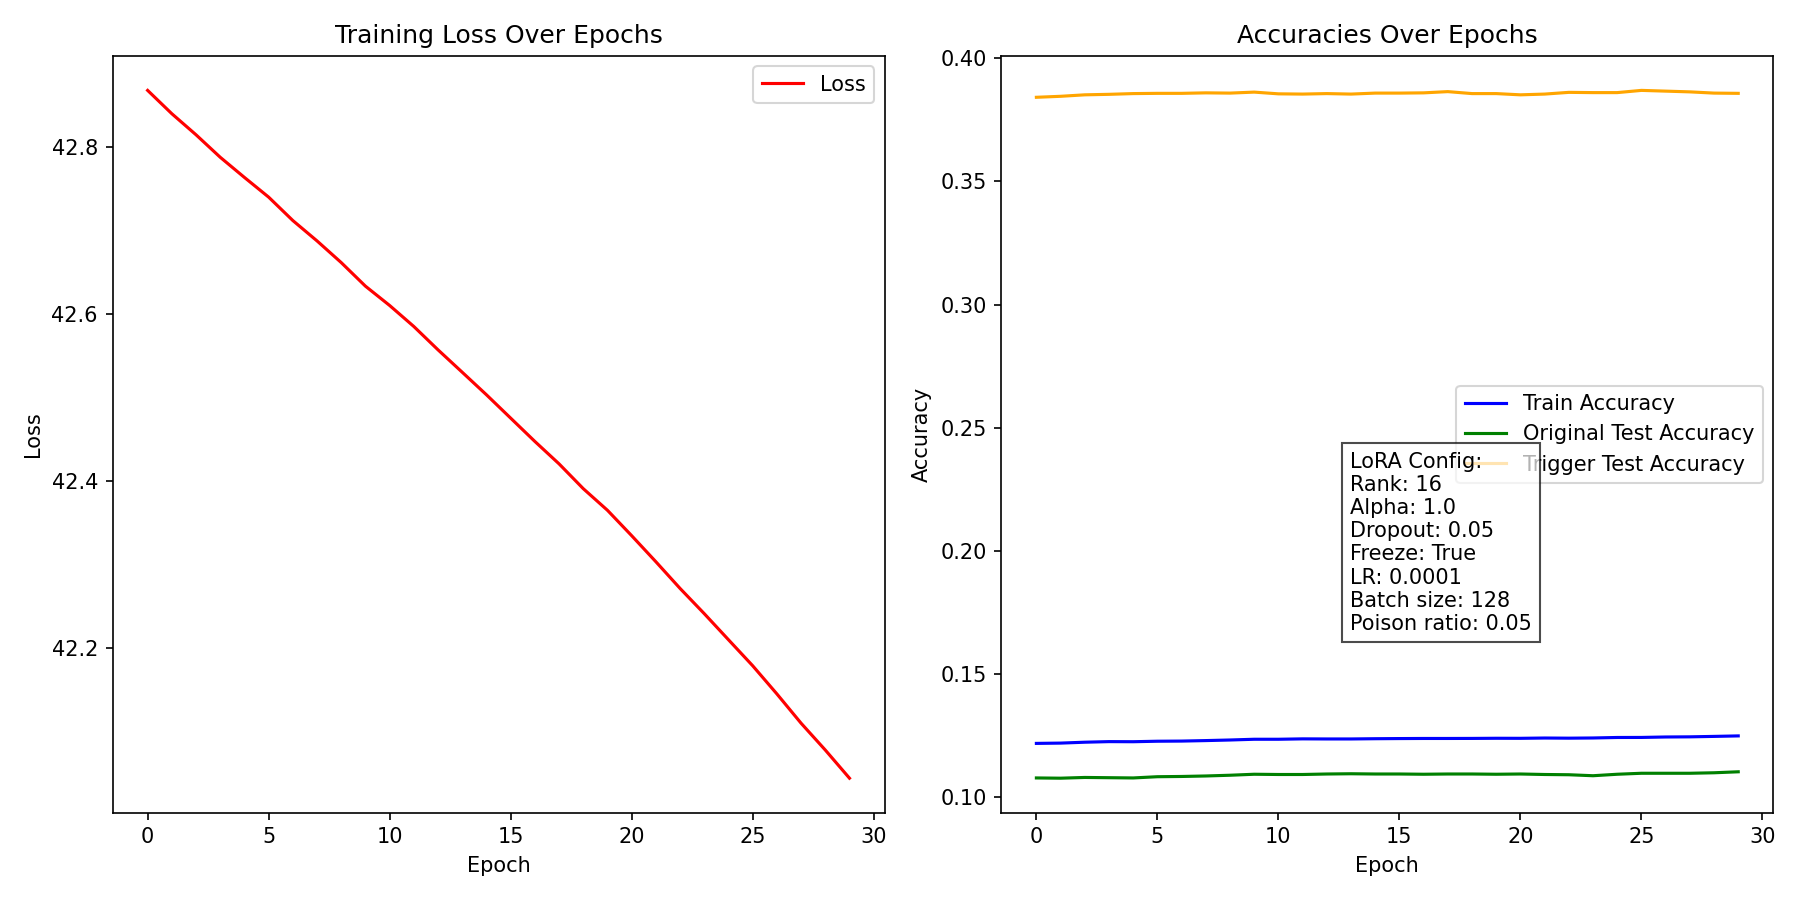 Training Loss Over Epochs
Loss
42.8
42.6
42.4
42.2
Loss
0
5
10
15
20
25
30
Epoch
Accuracies Over Epochs
0.40
0.35
0.30
0.25
0.20
0.15
0.10
Accuracy
Train Accuracy
Original Test Accuracy
Trigger Test Accuracy
LoRA Config:
Rank: 16
Alpha: 1.0
Dropout: 0.05
Freeze: True
LR: 0.0001
Batch size: 128
Poison ratio: 0.05
0
5
10
15
20
25
30
Epoch